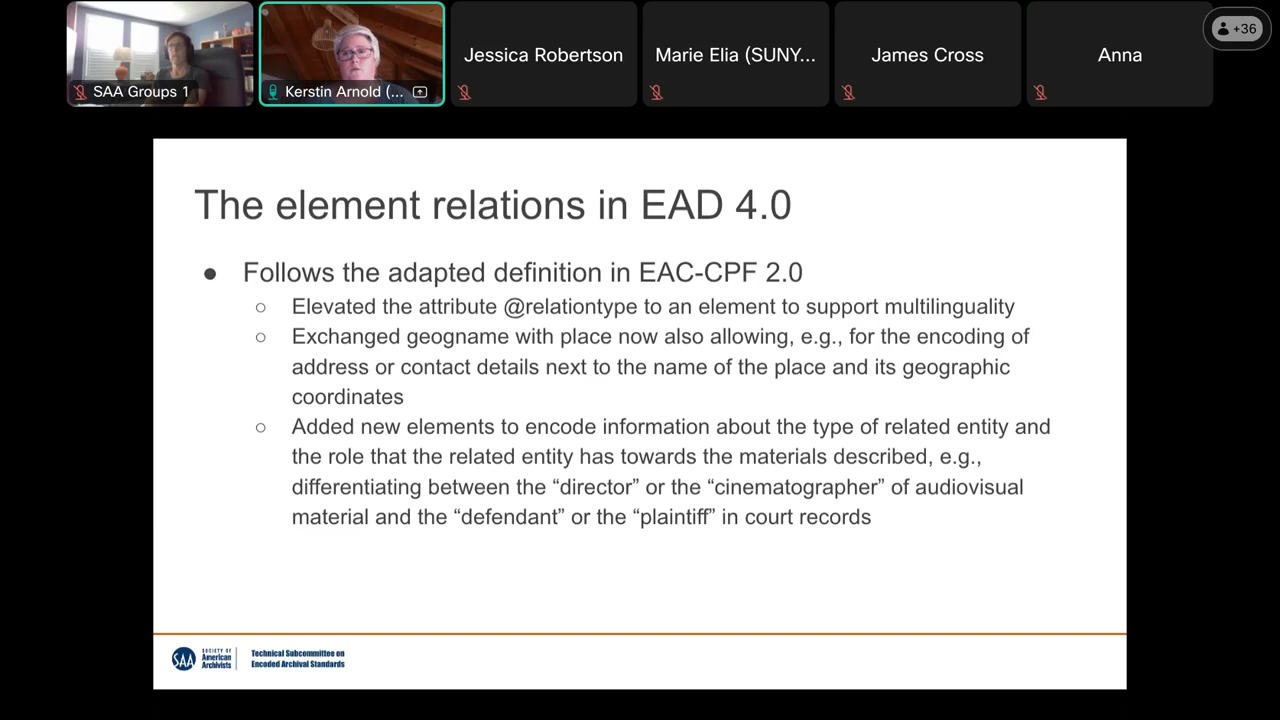 SAA Groups 1
Kerstin Arnold (...
Jessica Robertson
Marie Elia (SUNY...
James Cross
Anna
+36
The element relations in EAD 4.0
● Follows the adapted definition in EAC-CPF 2.0
○ Elevated the attribute @relationtype to an element to support multilinguality
○ Exchanged geogname with place now also allowing, e.g., for the encoding of
address or contact details next to the name of the place and its geographic
coordinates
○ Added new elements to encode information about the type of related entity and
the role that the related entity has towards the materials described, e.g.,
differentiating between the “director” or the “cinematographer” of audiovisual
material and the “defendant” or the “plaintiff” in court records
SAA
SOCIETY OF
American
Archivists
Technical Subcommittee on
Encoded Archival Standards